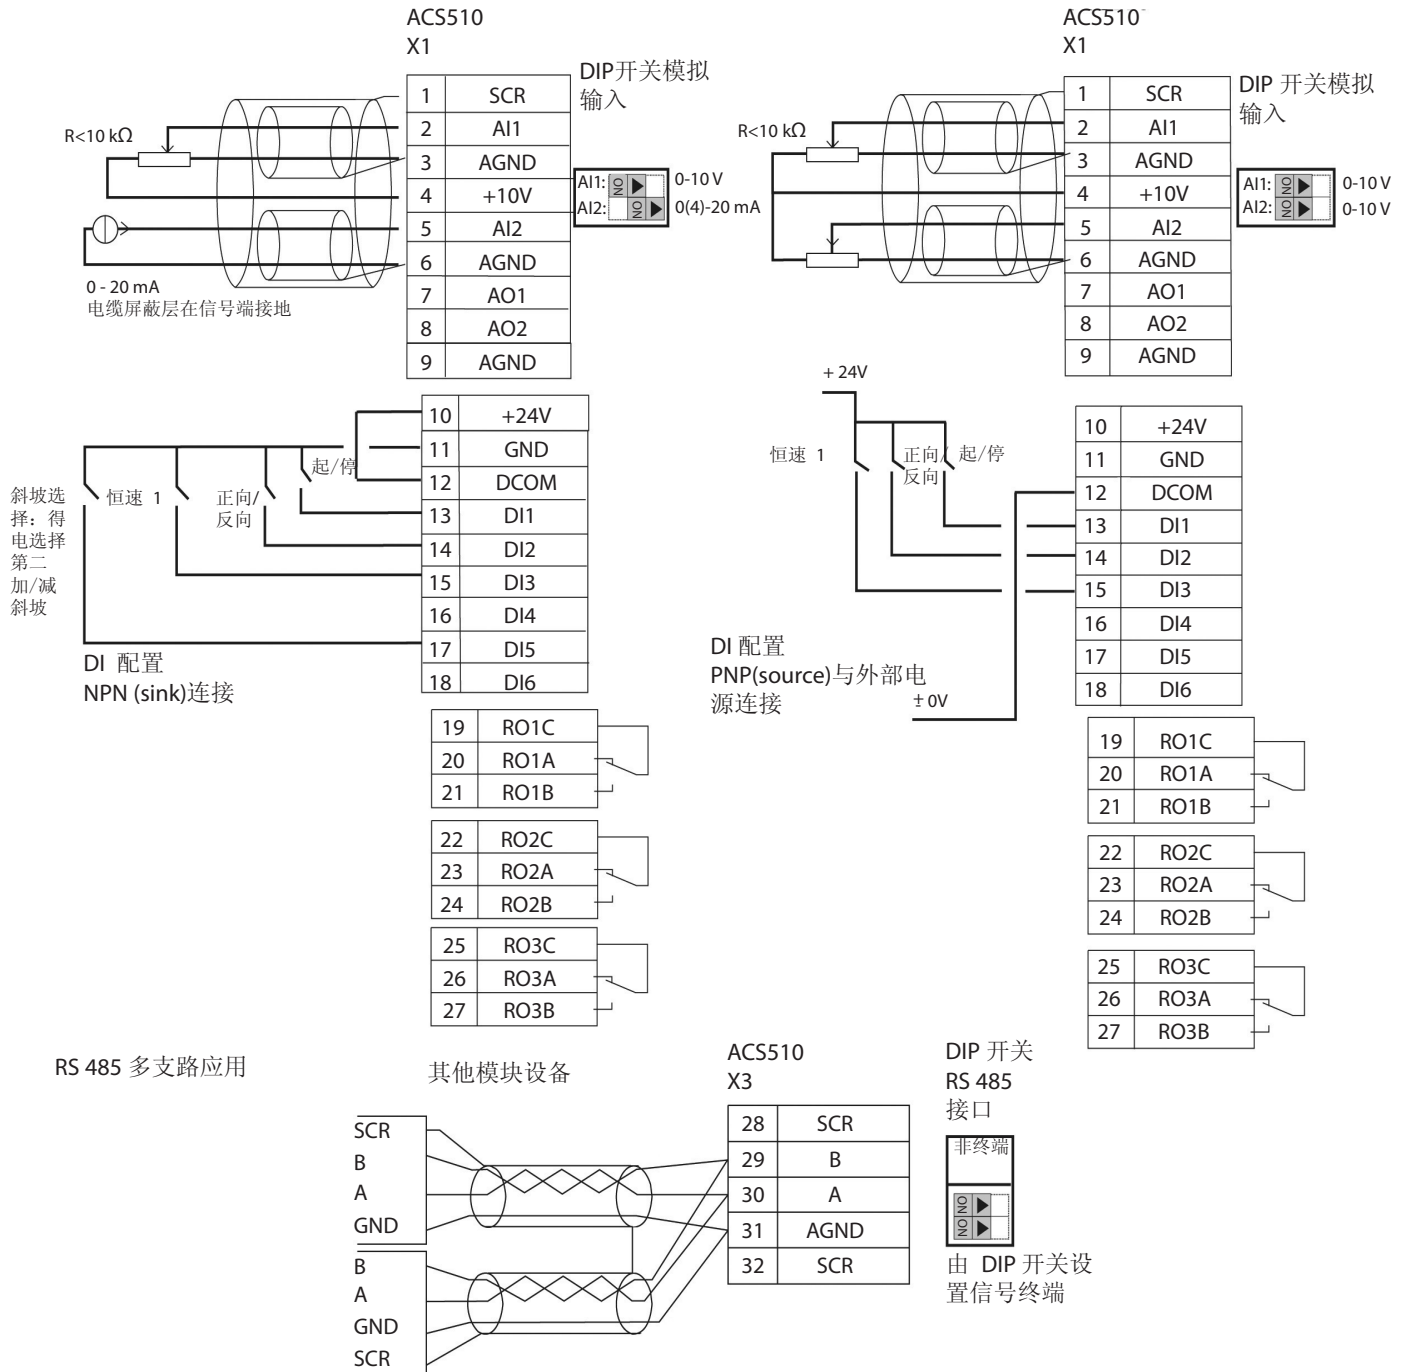 ACS510
X1
DIP开关模拟
输入
1 SCR
2 AI1
3 AGND
4 +10V
5 AI2
6 AGND
7 AO1
8 AO2
9 AGND
R<10 kΩ
0 - 20 mA
电缆屏蔽层在信号端接地
AI1: ON 0-10 V
AI2: ON 0(4)-20 mA
10 +24V
11 GND
12 DCOM
13 DI1
14 DI2
15 DI3
16 DI4
17 DI5
18 DI6
起/停
正向/
反向
恒速 1
斜坡选
择：得
电选择
第二
加/减
斜坡
DI 配置
NPN (sink)连接
19 RO1C
20 RO1A
21 RO1B
22 RO2C
23 RO2A
24 RO2B
25 RO3C
26 RO3A
27 RO3B
ACS510
X1
DIP 开关模拟
输入
1 SCR
2 AI1
3 AGND
4 +10V
5 AI2
6 AGND
7 AO1
8 AO2
9 AGND
R<10 kΩ
AI1: ON 0-10 V
AI2: ON 0-10 V
+ 24V
恒速 1
正向/
反向
起/停
10 +24V
11 GND
12 DCOM
13 DI1
14 DI2
15 DI3
16 DI4
17 DI5
18 DI6
DI 配置
PNP(source)与外部电
源连接
± 0V
19 RO1C
20 RO1A
21 RO1B
22 RO2C
23 RO2A
24 RO2B
25 RO3C
26 RO3A
27 RO3B
RS 485 多支路应用
其他模块设备
SCR
B
A
GND
B
A
GND
SCR
ACS510
X3
28 SCR
29 B
30 A
31 AGND
32 SCR
DIP 开关
RS 485
接口
非终端
ON
ON
由 DIP 开关设
置信号终端